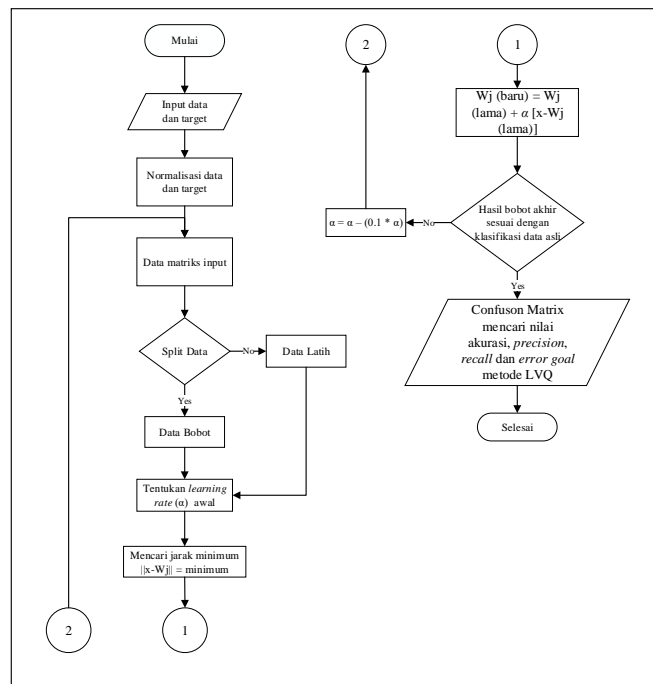 Mulai
Input data
dan target
Normalisasi data
dan target
Data matriks input
Split Data
No
Data Latih
Yes
Data Bobot
Tentukan learning
rate (α) awal
Mencari jarak minimum
||x-Wj|| = minimum
2
1
2
1
Wj (baru) = Wj
(lama) + α [x-Wj
(lama)]
Hasil bobot akhir
sesuai dengan
klasifikasi data asli
No
α = α – (0.1 * α)
Yes
Confuson Matrix
mencari nilai
akurasi, precision,
recall dan error goal
metode LVQ
Selesai